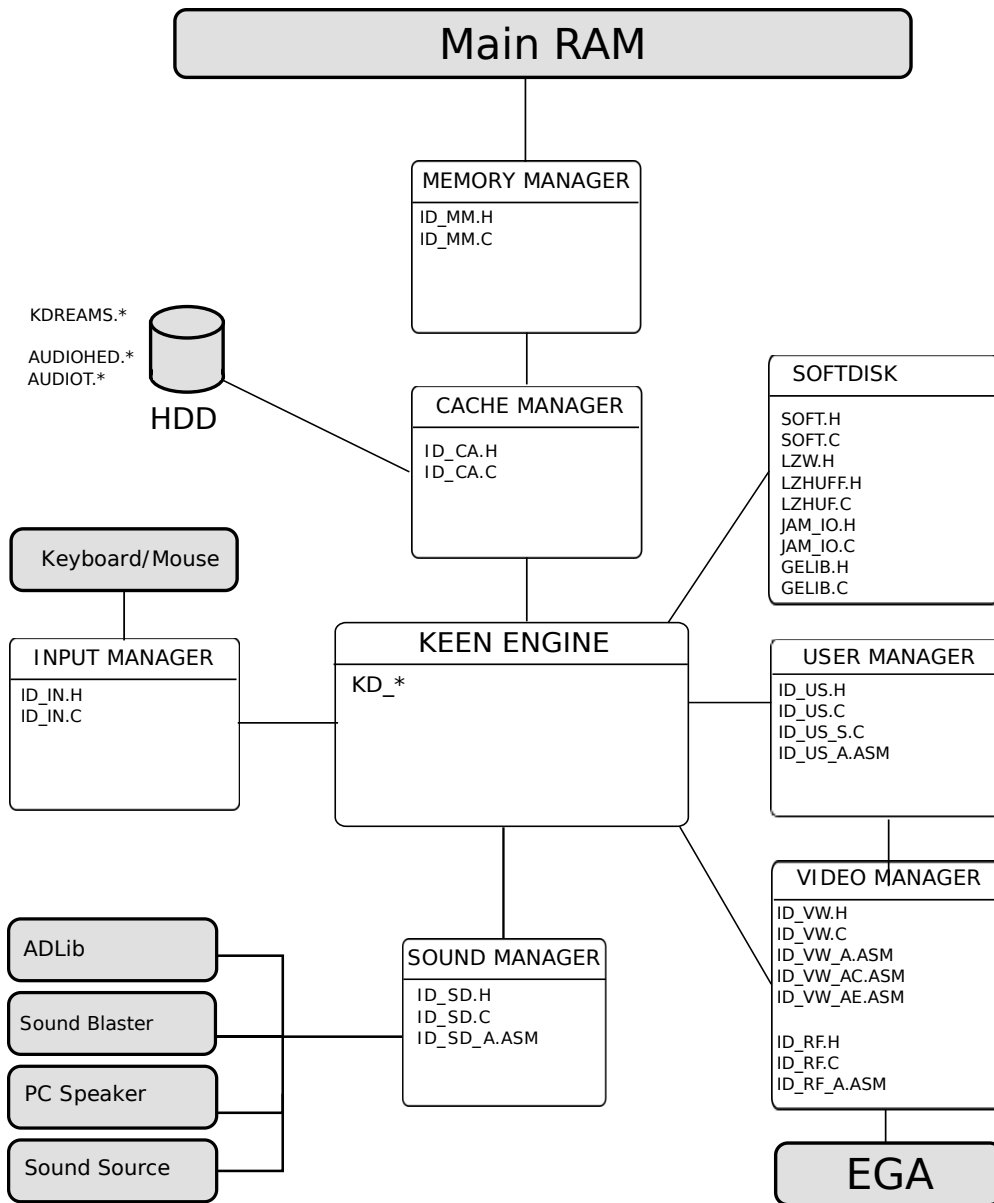 Main RAM
MEMORY MANAGER
ID_MM.H
ID_MM.C
KDREAMS.*
AUDIOHED.*
AUDIOT.*
HDD
CACHE MANAGER
ID_CA.H
ID_CA.C
SOFTDISK
SOFT.H
SOFT.C
LZW.H
LZHUFF.H
LZHUF.C
JAM_IO.H
JAM_IO.C
GELIB.H
GELIB.C
Keyboard/Mouse
INPUT MANAGER
ID_IN.H
ID_IN.C
KEEN ENGINE
KD_*
USER MANAGER
ID_US.H
ID_US.C
ID_US_S.C
ID_US_A.ASM
VIDEO MANAGER
ID_VW.H
ID_VW.C
ID_VW_A.ASM
ID_VW_AC.ASM
ID_VW_AE.ASM
ID_RF.H
ID_RF.C
ID_RF_A.ASM
ADLib
Sound Blaster
PC Speaker
Sound Source
SOUND MANAGER
ID_SD.H
ID_SD.C
ID_SD_A.ASM
EGA